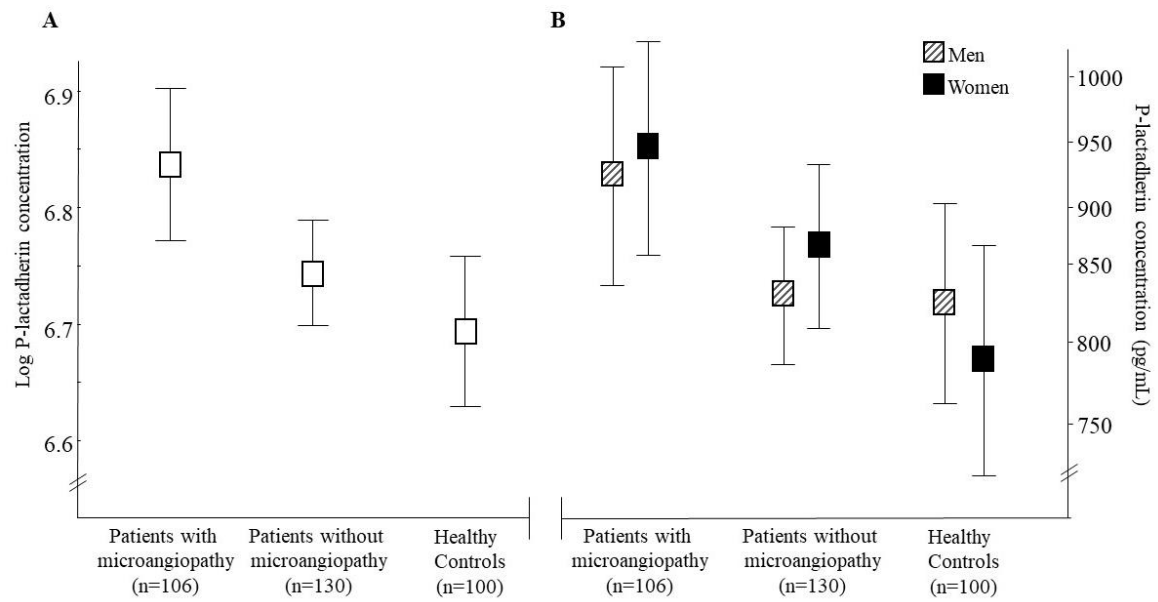 A
Log P-lactadherin concentration
6.9
6.8
6.7
6.6
Patients with
microangiopathy
(n=106)
Patients without
microangiopathy
(n=130)
Healthy
Controls
(n=100)
B
Men
Women
1000
950
900
850
800
750
P-lactadherin concentration (pg/mL)
Patients with
microangiopathy
(n=106)
Patients without
microangiopathy
(n=130)
Healthy
Controls
(n=100)